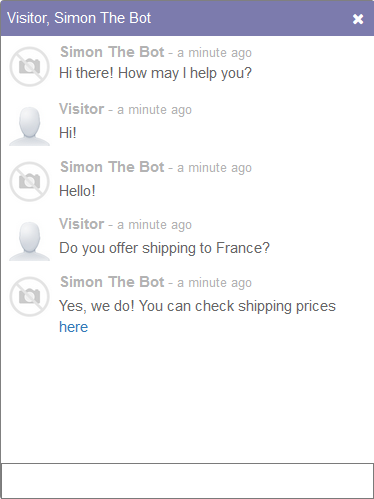 Visitor, Simon The Bot
Simon The Bot - a minute ago
Hi there! How may I help you?
Visitor - a minute ago
Hi!
Simon The Bot - a minute ago
Hello!
Visitor - a minute ago
Do you offer shipping to France?
Simon The Bot - a minute ago
Yes, we do! You can check shipping prices
here